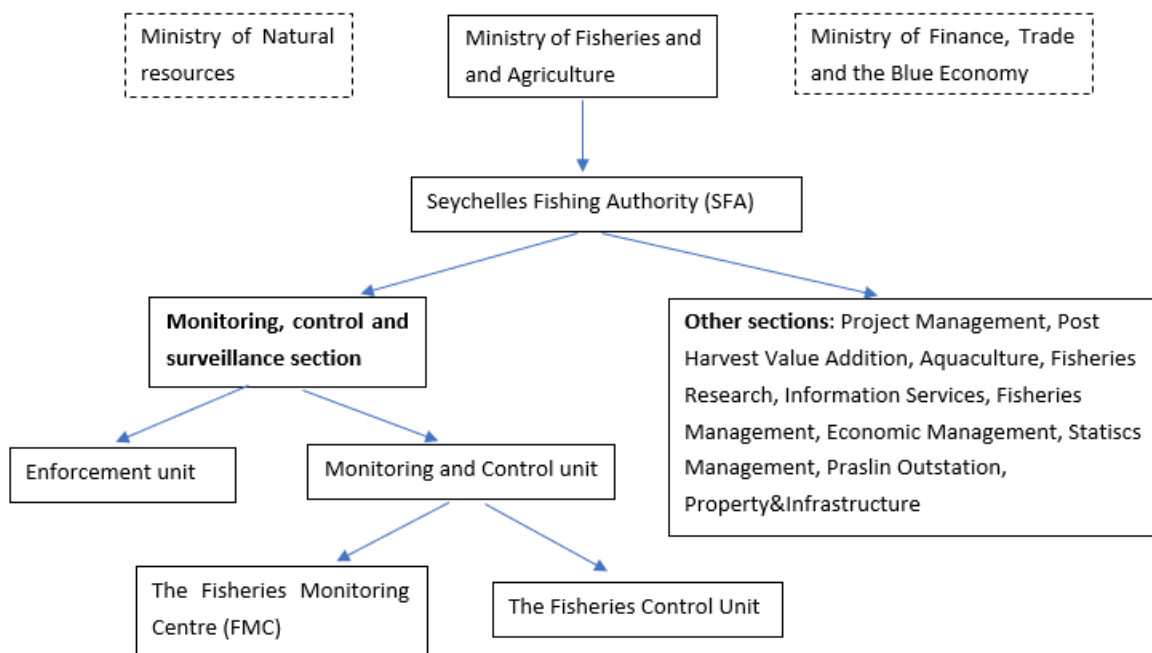 Ministry of Natural
resources
Ministry of Fisheries and
and Agriculture
Ministry of Finance, Trade
and the Blue Economy
Seychelles Fishing Authority (SFA)
Monitoring, control and
surveillance section
Other sections: Project Management, Post
Harvest Value Addition, Aquaculture, Fisheries
Research, Information Services, Fisheries
Management, Economic Management, Statiscs
Management, Praslin Outstation,
Property&Infrastructure
Enforcement unit
Monitoring and Control unit
The Fisheries Monitoring
Centre (FMC)
The Fisheries Control Unit